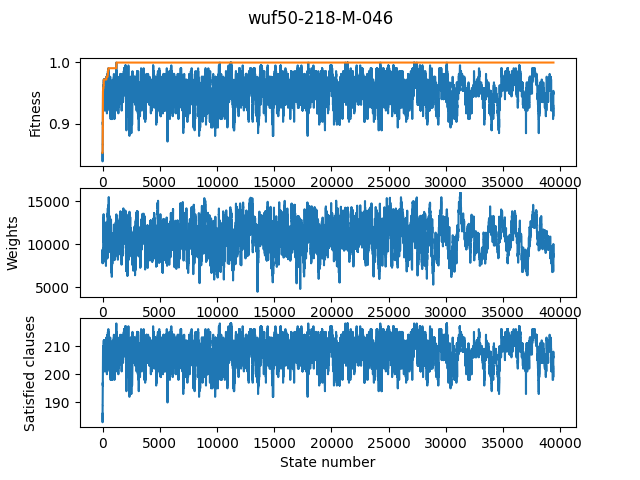 wuf50-218-M-046
1.0
0.9
Fitness
0 5000 10000 15000 20000 25000 30000 35000 40000
15000
10000
5000
Weights
0 5000 10000 15000 20000 25000 30000 35000 40000
210
200
190
Satisfied clauses
0 5000 10000 15000 20000 25000 30000 35000 40000
State number